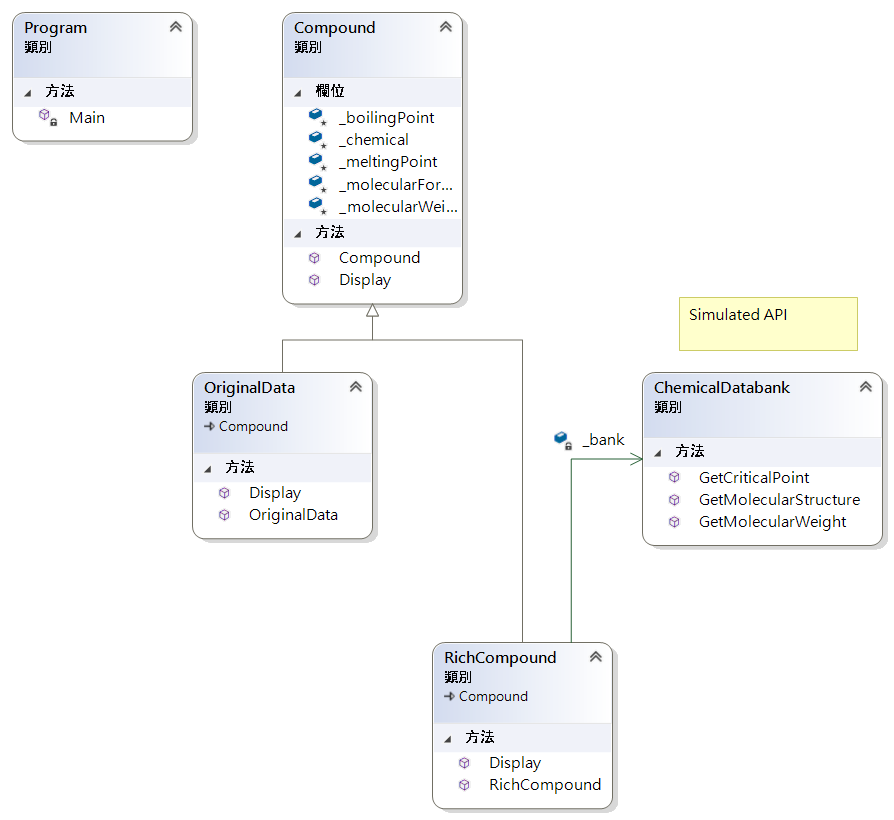 Program
類別
方法
Main
Compound
類別
欄位
_boilingPoint
_chemical
_meltingPoint
_molecularFor...
_molecularWei...
方法
Compound
Display
Simulated API
OriginalData
類別
Compound
方法
Display
OriginalData
_bank
ChemicalDatabank
類別
方法
GetCriticalPoint
GetMolecularStructure
GetMolecularWeight
RichCompound
類別
Compound
方法
Display
RichCompound